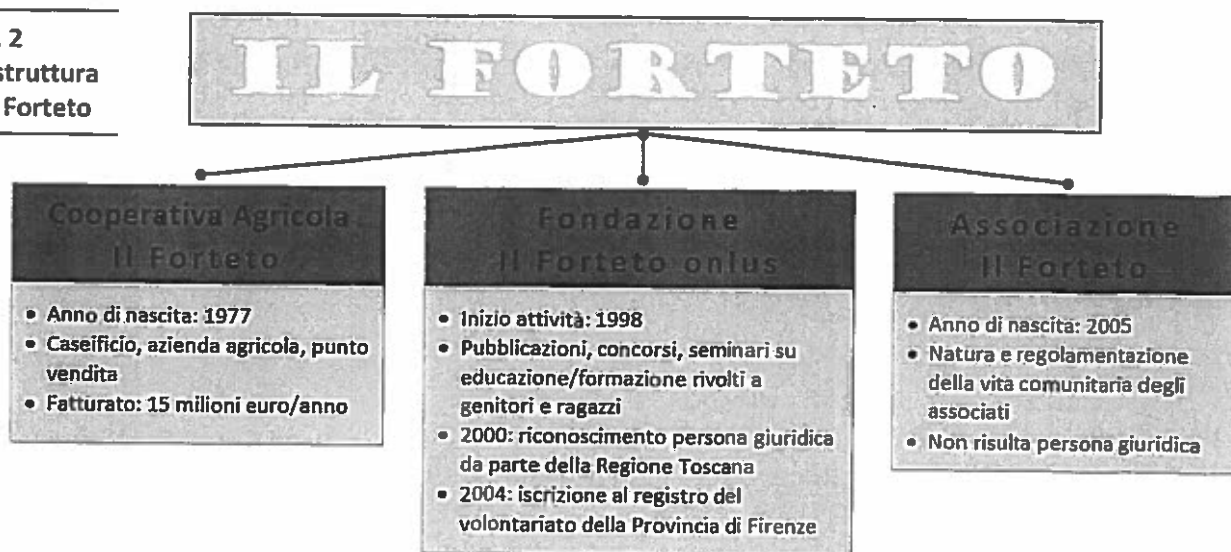 . 2
struttura
Forteto
IL FORTETO
Cooperativa Agricola
Il Forteto
• Anno di nascita: 1977
• Caseificio, azienda agricola, punto
vendita
• Fatturato: 15 milioni euro/anno
Fondazione
Il Forteto onlus
• Inizio attività: 1998
• Pubblicazioni, concorsi, seminari su
educazione/formazione rivolti a
genitori e ragazzi
• 2000: riconoscimento persona giuridica
da parte della Regione Toscana
• 2004: iscrizione al registro del
volontariato della Provincia di Firenze
Associazione
Il Forteto
• Anno di nascita: 2005
• Natura e regolamentazione
della vita comunitaria degli
associati
• Non risulta persona giuridica